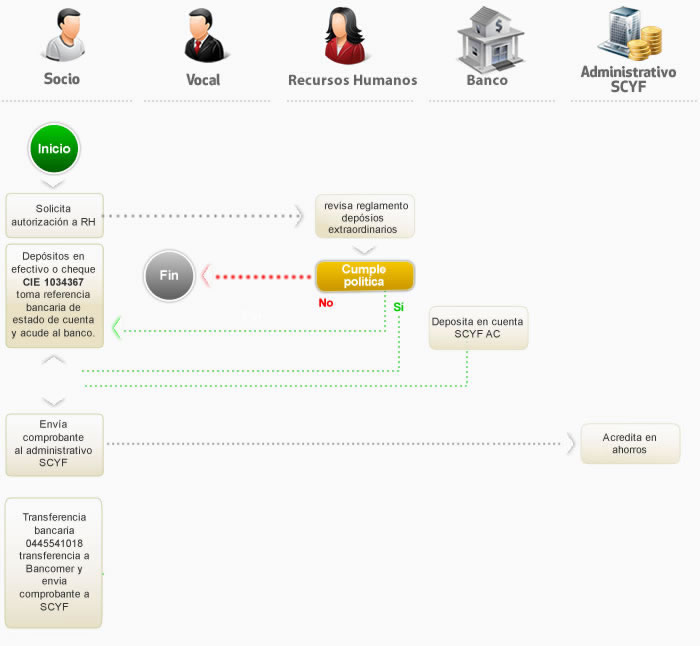 Socio
Vocal
Recursos Humanos
Banco
Administrativo
SCYF
Inicio
Solicita
autorización a RH
revisa reglamento
depósios
extraordinarios
Depósitos en
efectivo o cheque
CIE 1034367
toma referencia
bancaria de
estado de cuenta
y acude al banco.
Fin
Cumple
politica
No
Si
Deposita en cuenta
SCYF AC
Envía
comprobante
al administrativo
SCYF
Acredita en
ahorros
Transferencia
bancaria
0445541018
transferencia a
Bancomer y
envia
comprobante a
SCYF